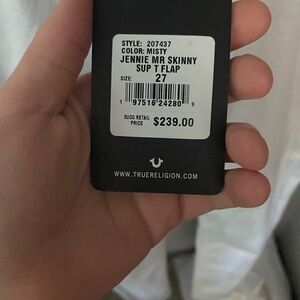 STYLE: 207437
COLOR: MISTY
JENNIE MR SKINNY
SUP T FLAP
SIZE: 27
1 97516 24280 9
SUGG RETAIL
PRICE $239.00
WWW.TRUERELIGION.COM